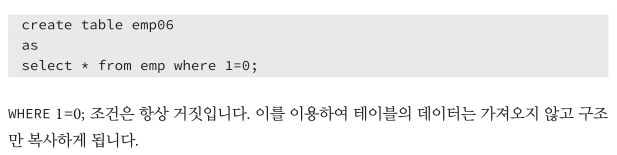 create table emp06
as
select * from emp where 1=0;
WHERE 1=0; 조건은 항상 거짓입니다. 이를 이용하여 테이블의 데이터는 가져오지 않고 구조
만 복사하게 됩니다.